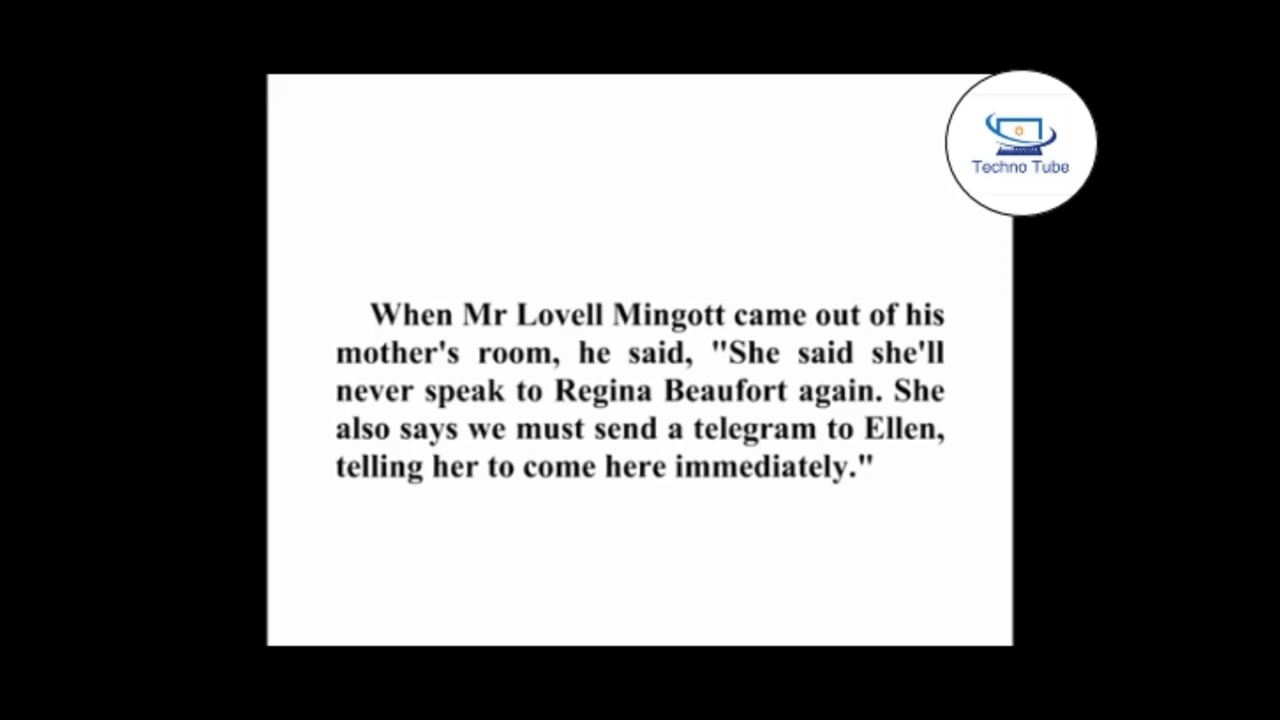 Techno Tube
When Mr Lovell Mingott came out of his
mother's room, he said, "She said she'll
never speak to Regina Beaufort again. She
also says we must send a telegram to Ellen,
telling her to come here immediately."